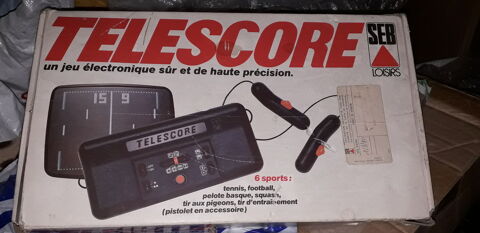 TELESCORE
SEB
LOISIRS
un jeu électronique sûr et de haute précision.
15 9
TELESCORE
6 sports:
tennis, football,
pelote basque, squash,
tir aux pigeons, tir d'entraînement
(pistolet en accessoire)